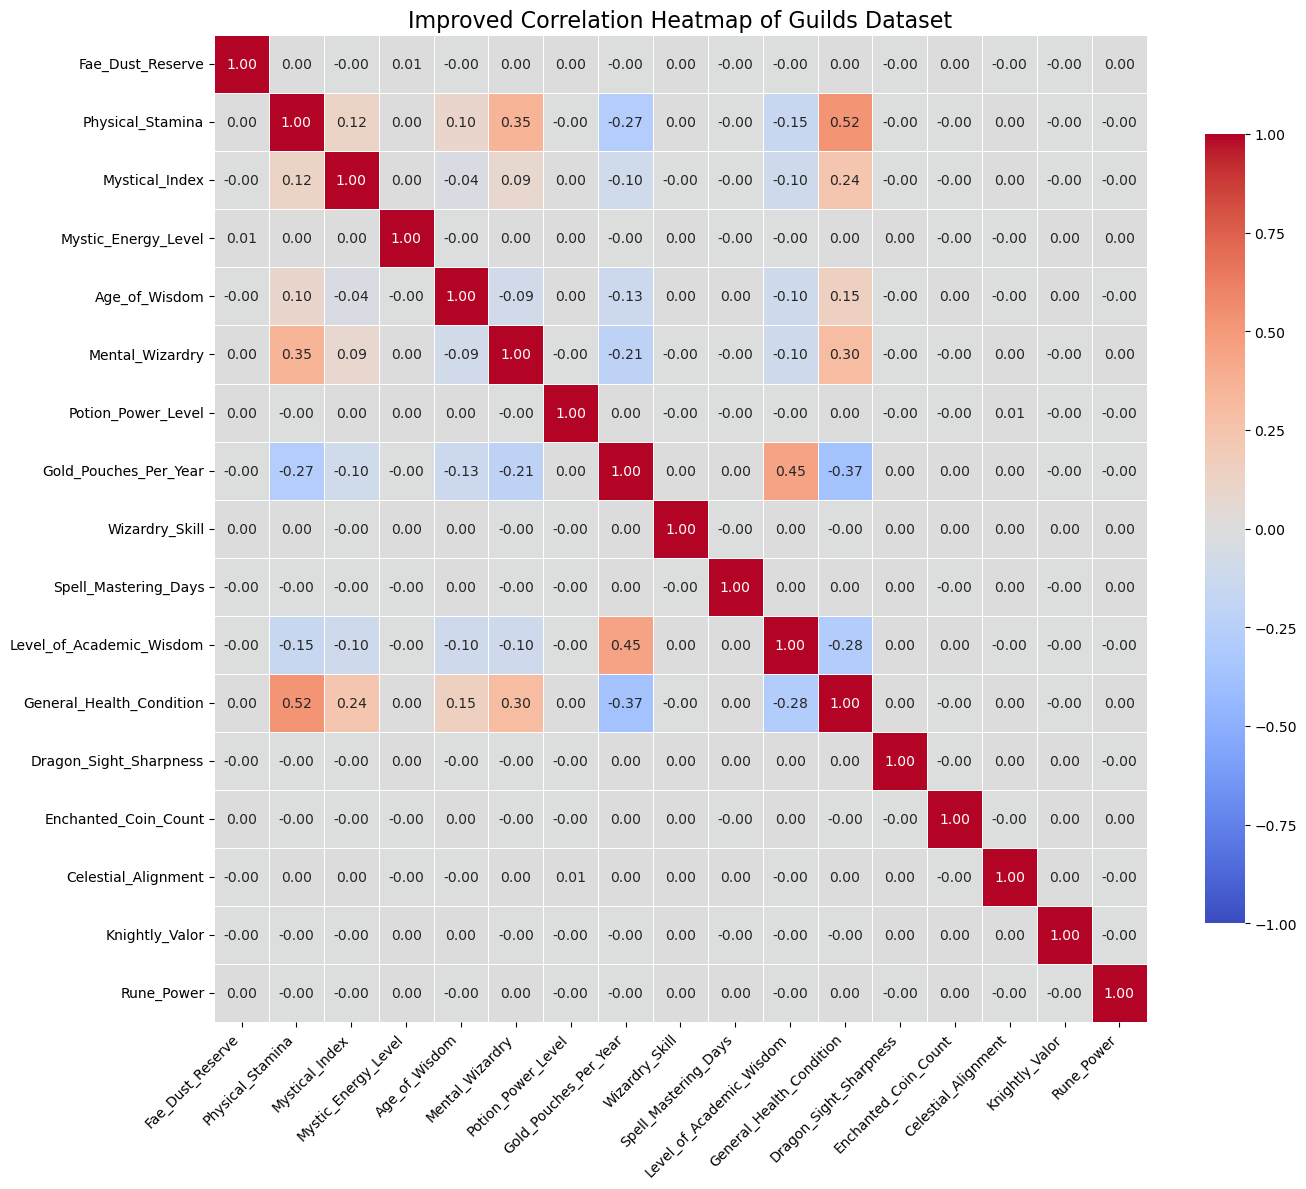 Improved Correlation Heatmap of Guilds Dataset
Fae_Dust_Reserve 1.00 0.00 -0.00 0.01 -0.00 0.00 0.00 -0.00 0.00 -0.00 -0.00 0.00 -0.00 0.00 -0.00 -0.00 0.00
Physical_Stamina 0.00 1.00 0.12 0.00 0.10 0.35 -0.00 -0.27 0.00 -0.00 -0.15 0.52 -0.00 -0.00 0.00 -0.00 -0.00
Mystical_Index -0.00 0.12 1.00 0.00 -0.04 0.09 0.00 -0.10 -0.00 -0.00 -0.10 0.24 -0.00 -0.00 0.00 -0.00 -0.00
Mystic_Energy_Level 0.01 0.00 0.00 1.00 -0.00 0.00 0.00 -0.00 0.00 -0.00 -0.00 0.00 0.00 -0.00 -0.00 0.00 0.00
Age_of_Wisdom -0.00 0.10 -0.04 -0.00 1.00 -0.09 0.00 -0.13 0.00 0.00 -0.10 0.15 -0.00 0.00 -0.00 0.00 -0.00
Mental_Wizardry 0.00 0.35 0.09 0.00 -0.09 1.00 -0.00 -0.21 -0.00 -0.00 -0.10 0.30 -0.00 -0.00 0.00 -0.00 0.00
Potion_Power_Level 0.00 -0.00 0.00 0.00 0.00 -0.00 1.00 0.00 -0.00 -0.00 -0.00 0.00 -0.00 -0.00 0.01 -0.00 -0.00
Gold_Pouches_Per_Year -0.00 -0.27 -0.10 -0.00 -0.13 -0.21 0.00 1.00 0.00 0.00 0.45 -0.37 0.00 0.00 0.00 -0.00 0.00
Wizardry_Skill 0.00 0.00 -0.00 0.00 0.00 -0.00 -0.00 0.00 1.00 -0.00 0.00 -0.00 0.00 0.00 0.00 0.00 0.00
Spell_Mastering_Days -0.00 -0.00 -0.00 -0.00 0.00 -0.00 -0.00 0.00 -0.00 1.00 0.00 0.00 0.00 -0.00 0.00 -0.00 0.00
Level_of_Academic_Wisdom -0.00 -0.15 -0.10 -0.00 -0.10 -0.10 -0.00 0.45 0.00 0.00 1.00 -0.28 0.00 0.00 -0.00 -0.00 -0.00
General_Health_Condition 0.00 0.52 0.24 0.00 0.15 0.30 0.00 -0.37 -0.00 0.00 -0.28 1.00 0.00 -0.00 0.00 -0.00 0.00
Dragon_Sight_Sharpness -0.00 -0.00 -0.00 0.00 -0.00 -0.00 -0.00 0.00 0.00 0.00 0.00 0.00 1.00 -0.00 0.00 0.00 -0.00
Enchanted_Coin_Count 0.00 -0.00 -0.00 -0.00 0.00 -0.00 -0.00 0.00 0.00 -0.00 0.00 -0.00 -0.00 1.00 -0.00 0.00 0.00
Celestial_Alignment -0.00 0.00 0.00 -0.00 -0.00 0.00 0.01 0.00 0.00 0.00 -0.00 0.00 0.00 -0.00 1.00 0.00 -0.00
Knightly_Valor -0.00 -0.00 -0.00 0.00 0.00 -0.00 -0.00 -0.00 0.00 -0.00 -0.00 -0.00 0.00 0.00 0.00 1.00 -0.00
Rune_Power 0.00 -0.00 -0.00 0.00 -0.00 0.00 -0.00 0.00 0.00 0.00 -0.00 0.00 -0.00 0.00 -0.00 -0.00 1.00
Fae_Dust_Reserve
Physical_Stamina
Mystical_Index
Mystic_Energy_Level
Age_of_Wisdom
Mental_Wizardry
Potion_Power_Level
Gold_Pouches_Per_Year
Wizardry_Skill
Spell_Mastering_Days
Level_of_Academic_Wisdom
General_Health_Condition
Dragon_Sight_Sharpness
Enchanted_Coin_Count
Celestial_Alignment
Knightly_Valor
Rune_Power
1.00
0.75
0.50
0.25
0.00
−0.25
−0.50
−0.75
−1.00